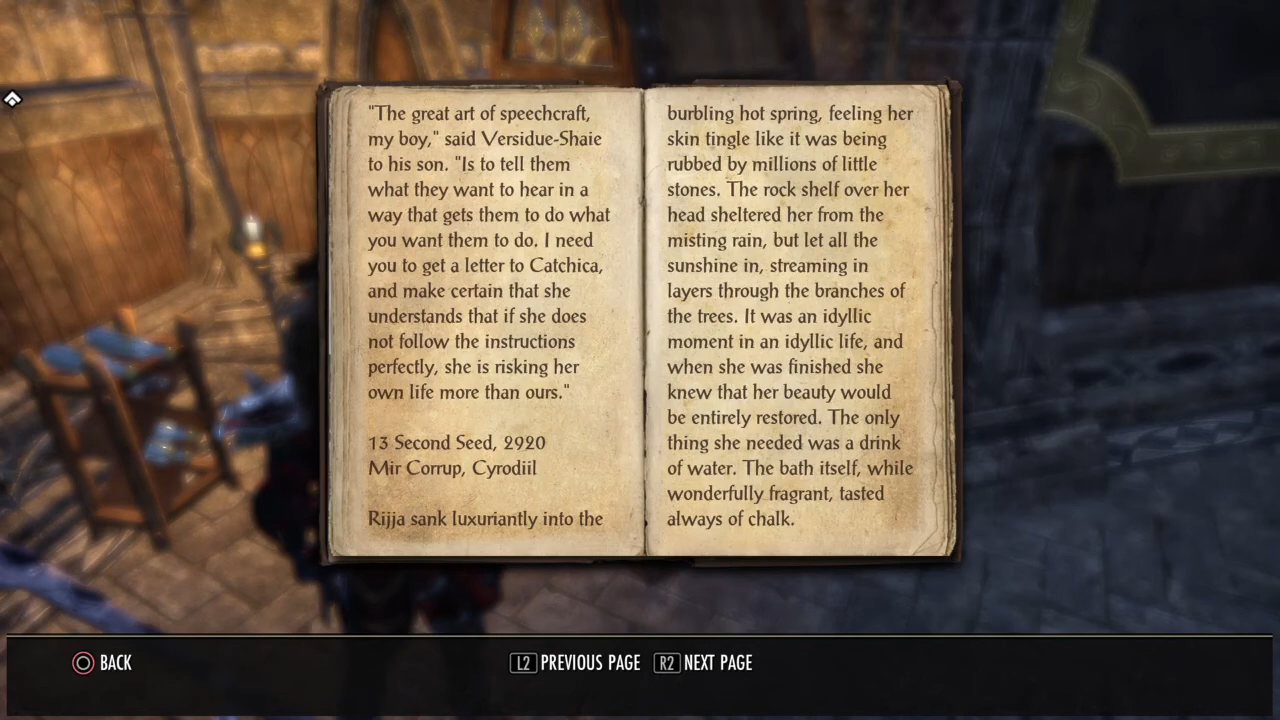 "The great art of speechcraft,
my boy," said Versidue-Shaie
to his son. "Is to tell them
what they want to hear in a
way that gets them to do what
you want them to do. I need
you to get a letter to Catchica,
and make certain that she
understands that if she does
not follow the instructions
perfectly, she is risking her
own life more than ours."
13 Second Seed, 2920
Mir Corrup, Cyrodiil
Rijja sank luxuriantly into the
burbling hot spring, feeling her
skin tingle like it was being
rubbed by millions of little
stones. The rock shelf over her
head sheltered her from the
misting rain, but let all the
sunshine in, streaming in
layers through the branches of
the trees. It was an idyllic
moment in an idyllic life, and
when she was finished she
knew that her beauty would
be entirely restored. The only
thing she needed was a drink
of water. The bath itself, while
wonderfully fragrant, tasted
always of chalk.
BACK
L2 PREVIOUS PAGE R2 NEXT PAGE